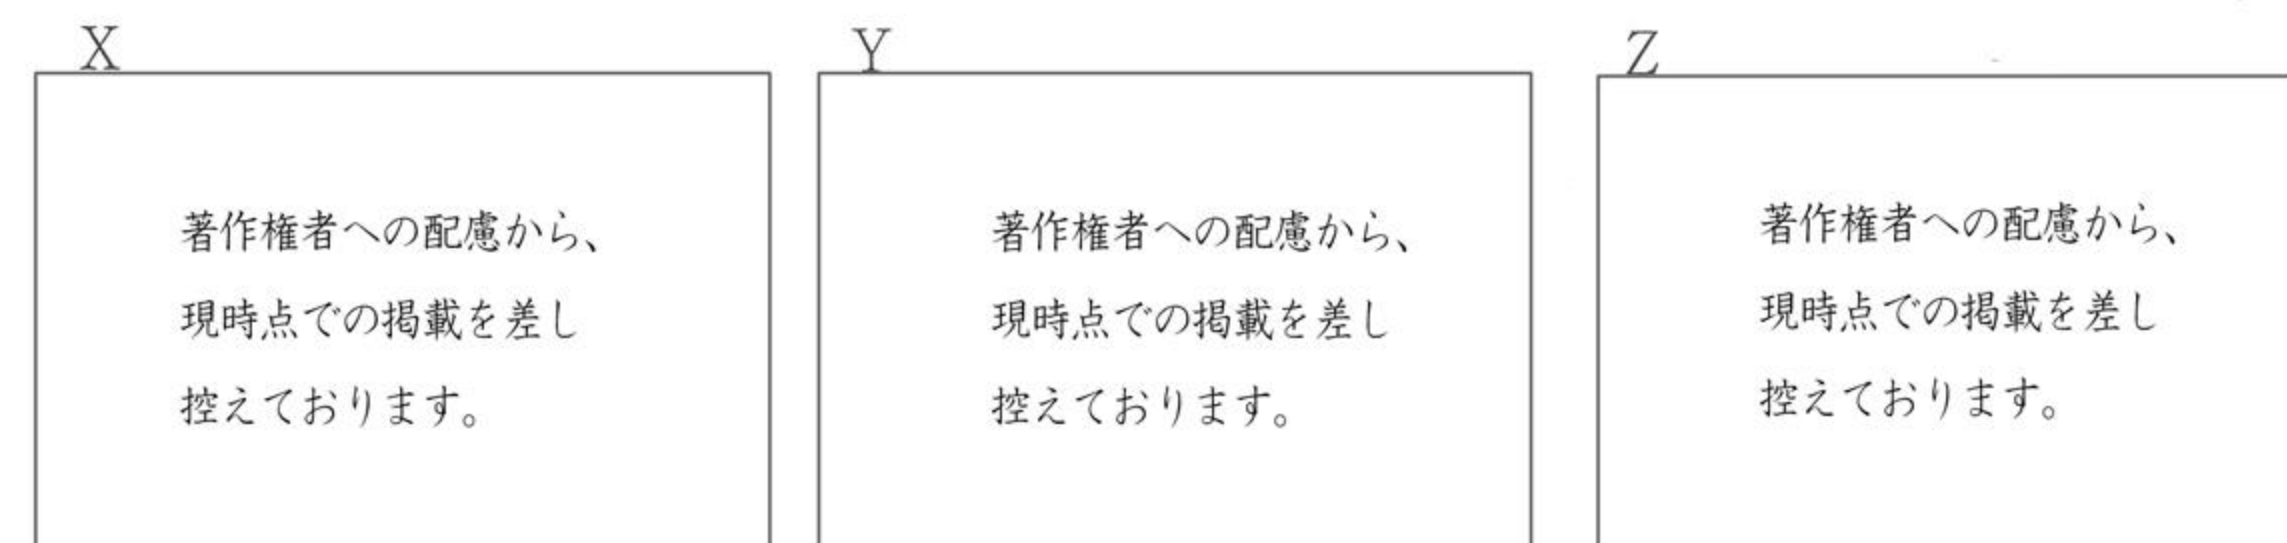 X
著作権者への配慮から、
現時点での掲載を差し
控えております。
Y
著作権者への配慮から、
現時点での掲載を差し
控えております。
Z
著作権者への配慮から、
現時点での掲載を差し
控えております。